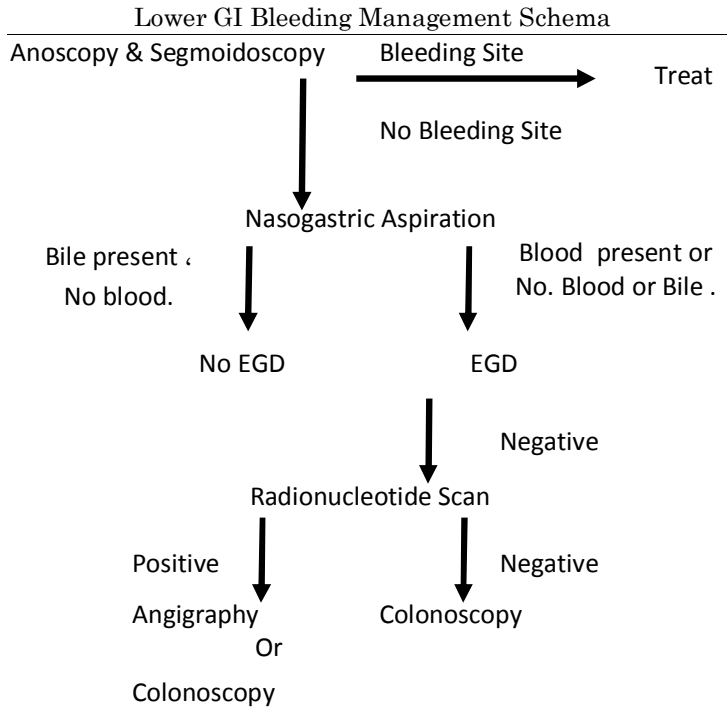 Lower GI Bleeding Management Schema
Anoscopy & Segmoidoscopy
Bleeding Site
Treat
No Bleeding Site
Nasogastric Aspiration
Bile present ،
No blood.
Blood present or
No. Blood or Bile .
No EGD
EGD
Negative
Radionucleotide Scan
Positive
Negative
Angigraphy
Colonoscopy
Or
Colonoscopy